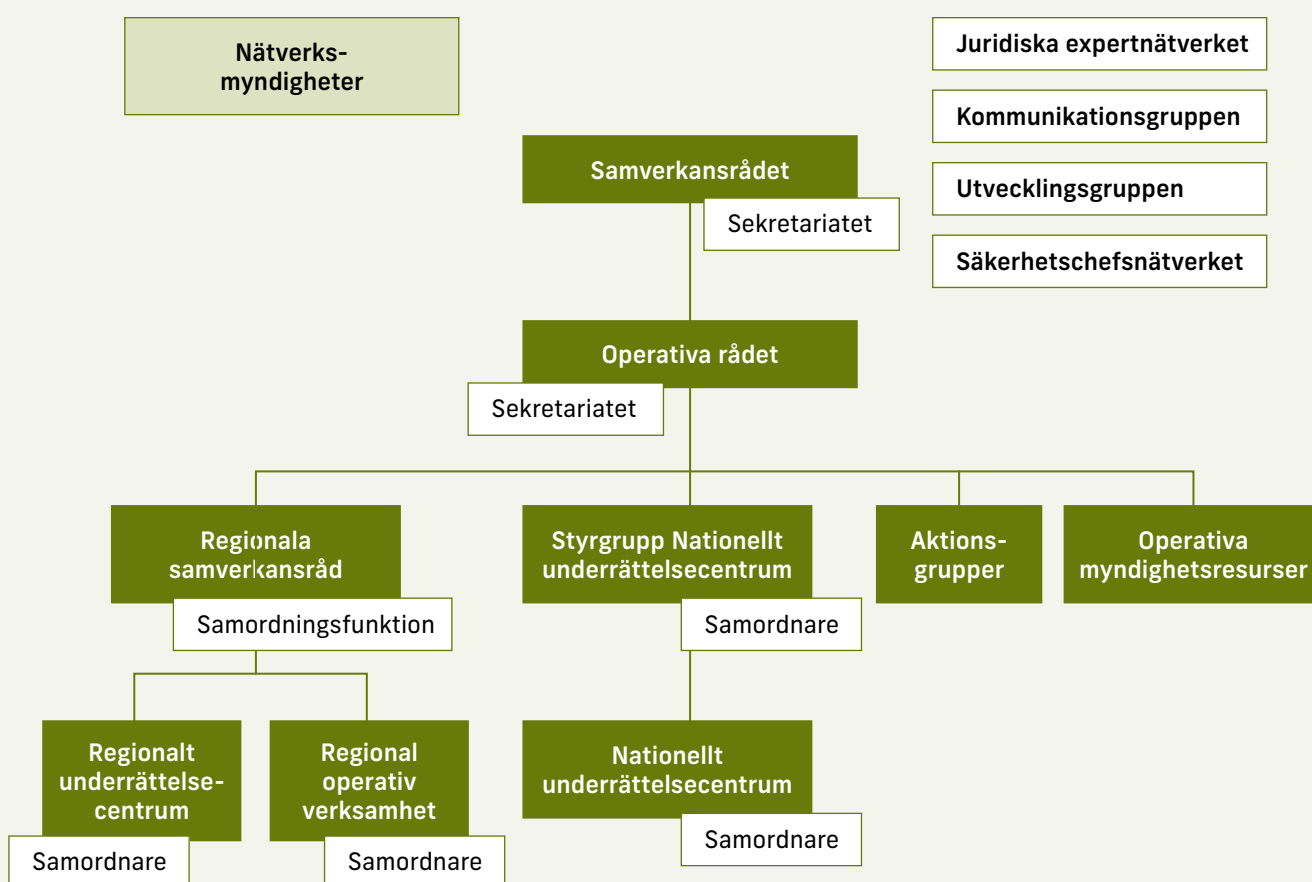 Nätverks-
myndigheter
Juridiska expertnätverket
Kommunikationsgruppen
Utvecklingsgruppen
Säkerhetschefsnätverket
Samverkansrådet
Sekretariatet
Operativa rådet
Sekretariatet
Regionala
samverkansråd
Samordningsfunktion
Styrgrupp Nationellt
underrättelsecentrum
Samordnare
Aktions-
grupper
Operativa
myndighetsresurser
Regionalt
underrättelse-
centrum
Samordnare
Regional
operativ
verksamhet
Samordnare
Nationellt
underrättelsecentrum
Samordnare